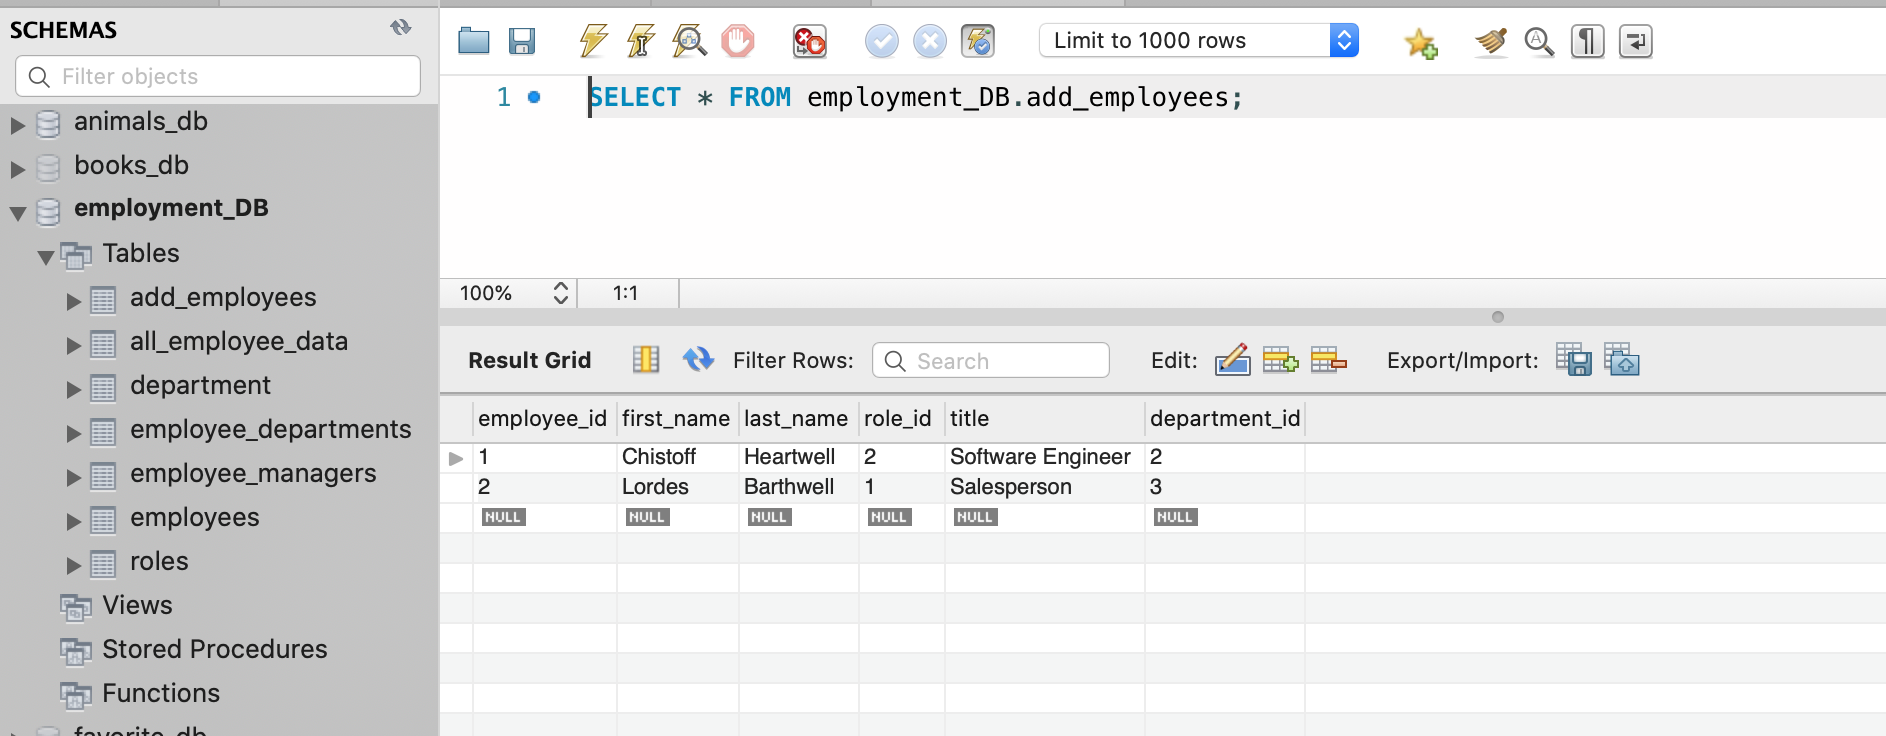 SCHEMAS
Filter objects
animals_db
books_db
employment_DB
Tables
add_employees
all_employee_data
department
employee_departments
employee_managers
employees
roles
Views
Stored Procedures
Functions
favorite_db
Limit to 1000 rows
1 SELECT * FROM employment_DB.add_employees;
100% 1:1
Result Grid Filter Rows: Search Edit: Export/Import:
employee_id first_name last_name role_id title department_id
1 Chistoff Heartwell 2 Software Engineer 2
2 Lordes Barthwell 1 Salesperson 3
NULL NULL NULL NULL NULL NULL